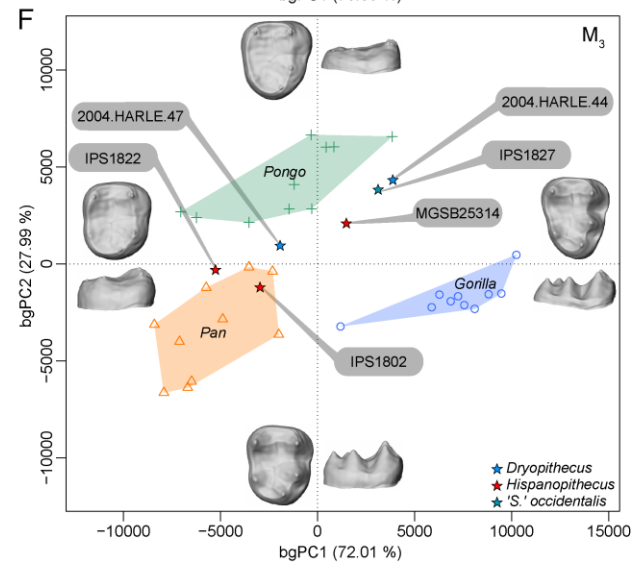 F
M3
2004.HARLE.47
2004.HARLE.44
IPS1822
IPS1827
Pongo
MGSB25314
Gorilla
Pan
IPS1802
Dryopithecus
Hispanopithecus
'S.' occidentalis
10000
5000
0
−5000
−10000
bgPC2 (27.99 %)
−10000 −5000 0 5000 10000 15000
bgPC1 (72.01 %)